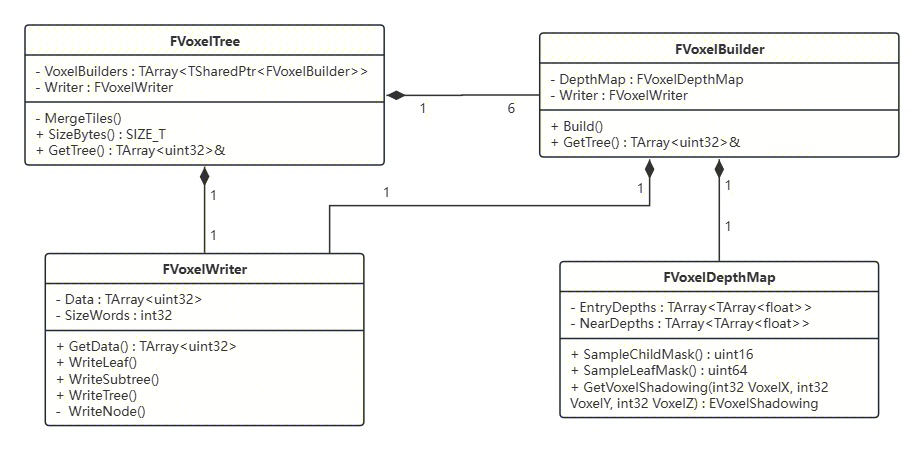 FVoxelTree
- VoxelBuilders : TArray<TSharedPtr<FVoxelBuilder>>
- Writer : FVoxelWriter
- MergeTiles()
+ SizeBytes() : SIZE_T
+ GetTree() : TArray<uint32>&
1
6
FVoxelBuilder
- DepthMap : FVoxelDepthMap
- Writer : FVoxelWriter
+ Build()
+ GetTree() : TArray<uint32>&
1
1
1
1
1
1
FVoxelWriter
- Data : TArray<uint32>
- SizeWords : int32
+ GetData() : TArray<uint32>
+ WriteLeaf()
+ WriteSubtree()
+ WriteTree()
- WriteNode()
FVoxelDepthMap
- EntryDepths : TArray<TArray<float>>
- NearDepths : TArray<TArray<float>>
+ SampleChildMask() : uint16
+ SampleLeafMask() : uint64
+ GetVoxelShadowing(int32 VoxelX, int32
VoxelY, int32 VoxelZ) : EVoxelShadowing